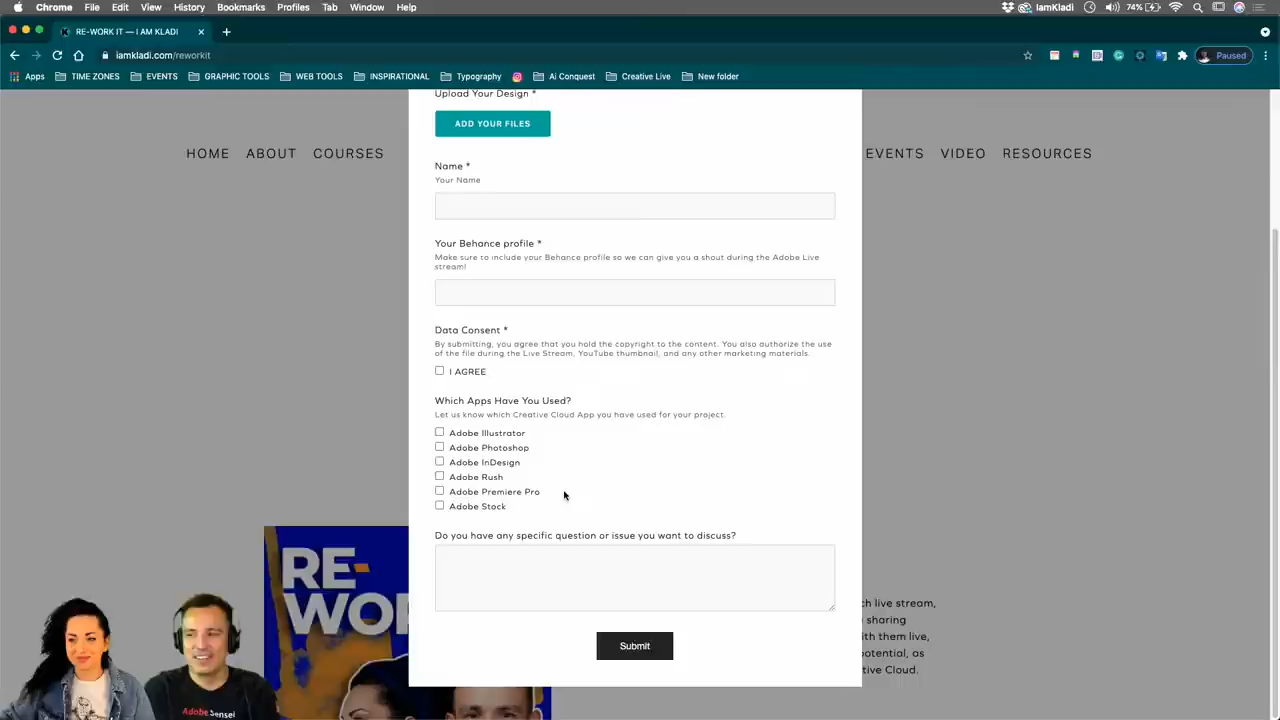 Chrome File Edit View History Bookmarks Profiles Tab Window Help
IamKladi 74%
RE-WORK IT — I AM KLADI
iamkladi.com/reworkit
Paused
Apps TIME ZONES EVENTS GRAPHIC TOOLS WEB TOOLS INSPIRATIONAL Typography Ai Conquest Creative Live New folder
Upload Your Design *
ADD YOUR FILES
HOME ABOUT COURSES EVENTS VIDEO RESOURCES
Name *
Your Name
Your Behance profile *
Make sure to include your Behance profile so we can give you a shout during the Adobe Live
stream!
Data Consent *
By submitting, you agree that you hold the copyright to the content. You also authorize the use
of the file during the Live Stream, YouTube thumbnail, and any other marketing materials.
I AGREE
Which Apps Have You Used?
Let us know which Creative Cloud App you have used for your project.
Adobe Illustrator
Adobe Photoshop
Adobe InDesign
Adobe Rush
Adobe Premiere Pro
Adobe Stock
Do you have any specific question or issue you want to discuss?
Submit
RE-
WO
ch live stream,
sharing
ith them live,
potential, as
tive Cloud.
Adobe Sensei